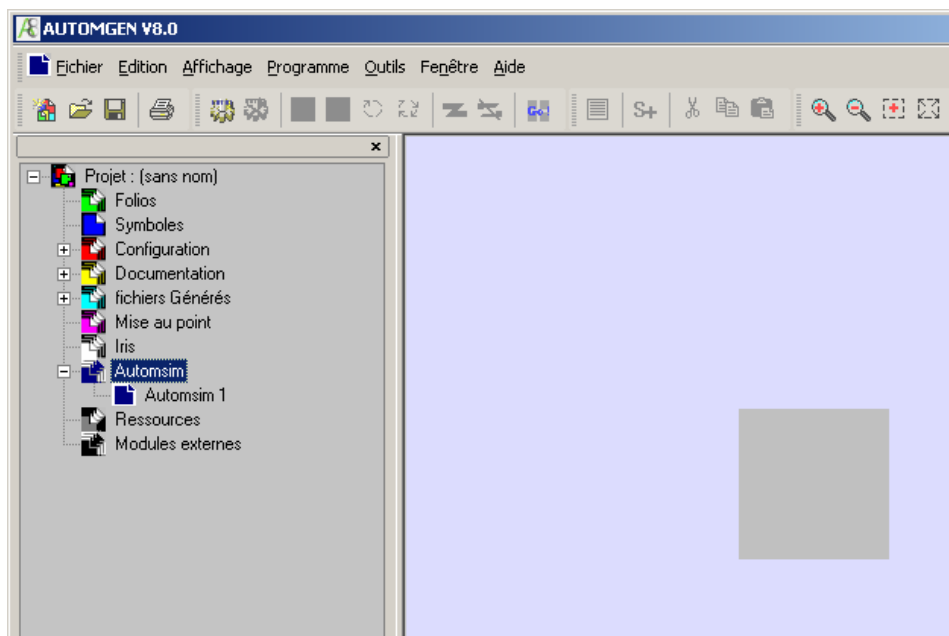 AUTOMGEN V8.0
Fichier Edition Affichage Programme Outils Fenêtre Aide
S+ Go!
Projet : (sans nom)
Folios
Symboles
Configuration
Documentation
fichiers Générés
Mise au point
Iris
Automsim
Automsim 1
Ressources
Modules externes